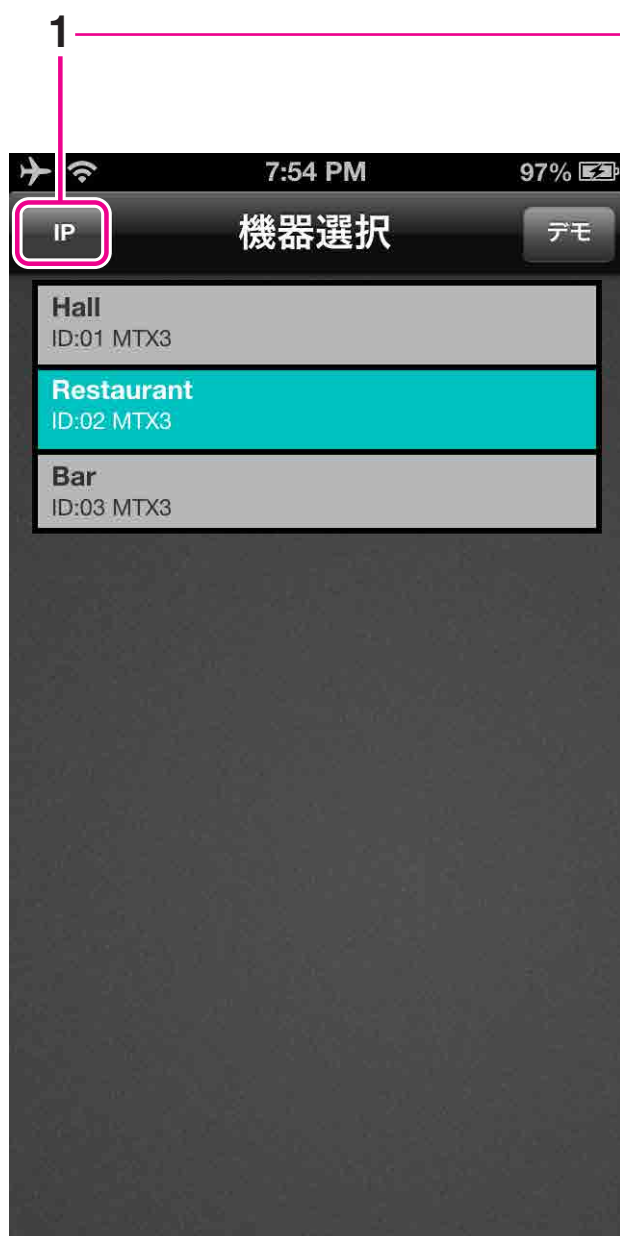 1
7:54 PM
97%
IP
機器選択
デモ
Hall
ID:01 MTX3
Restaurant
ID:02 MTX3
Bar
ID:03 MTX3